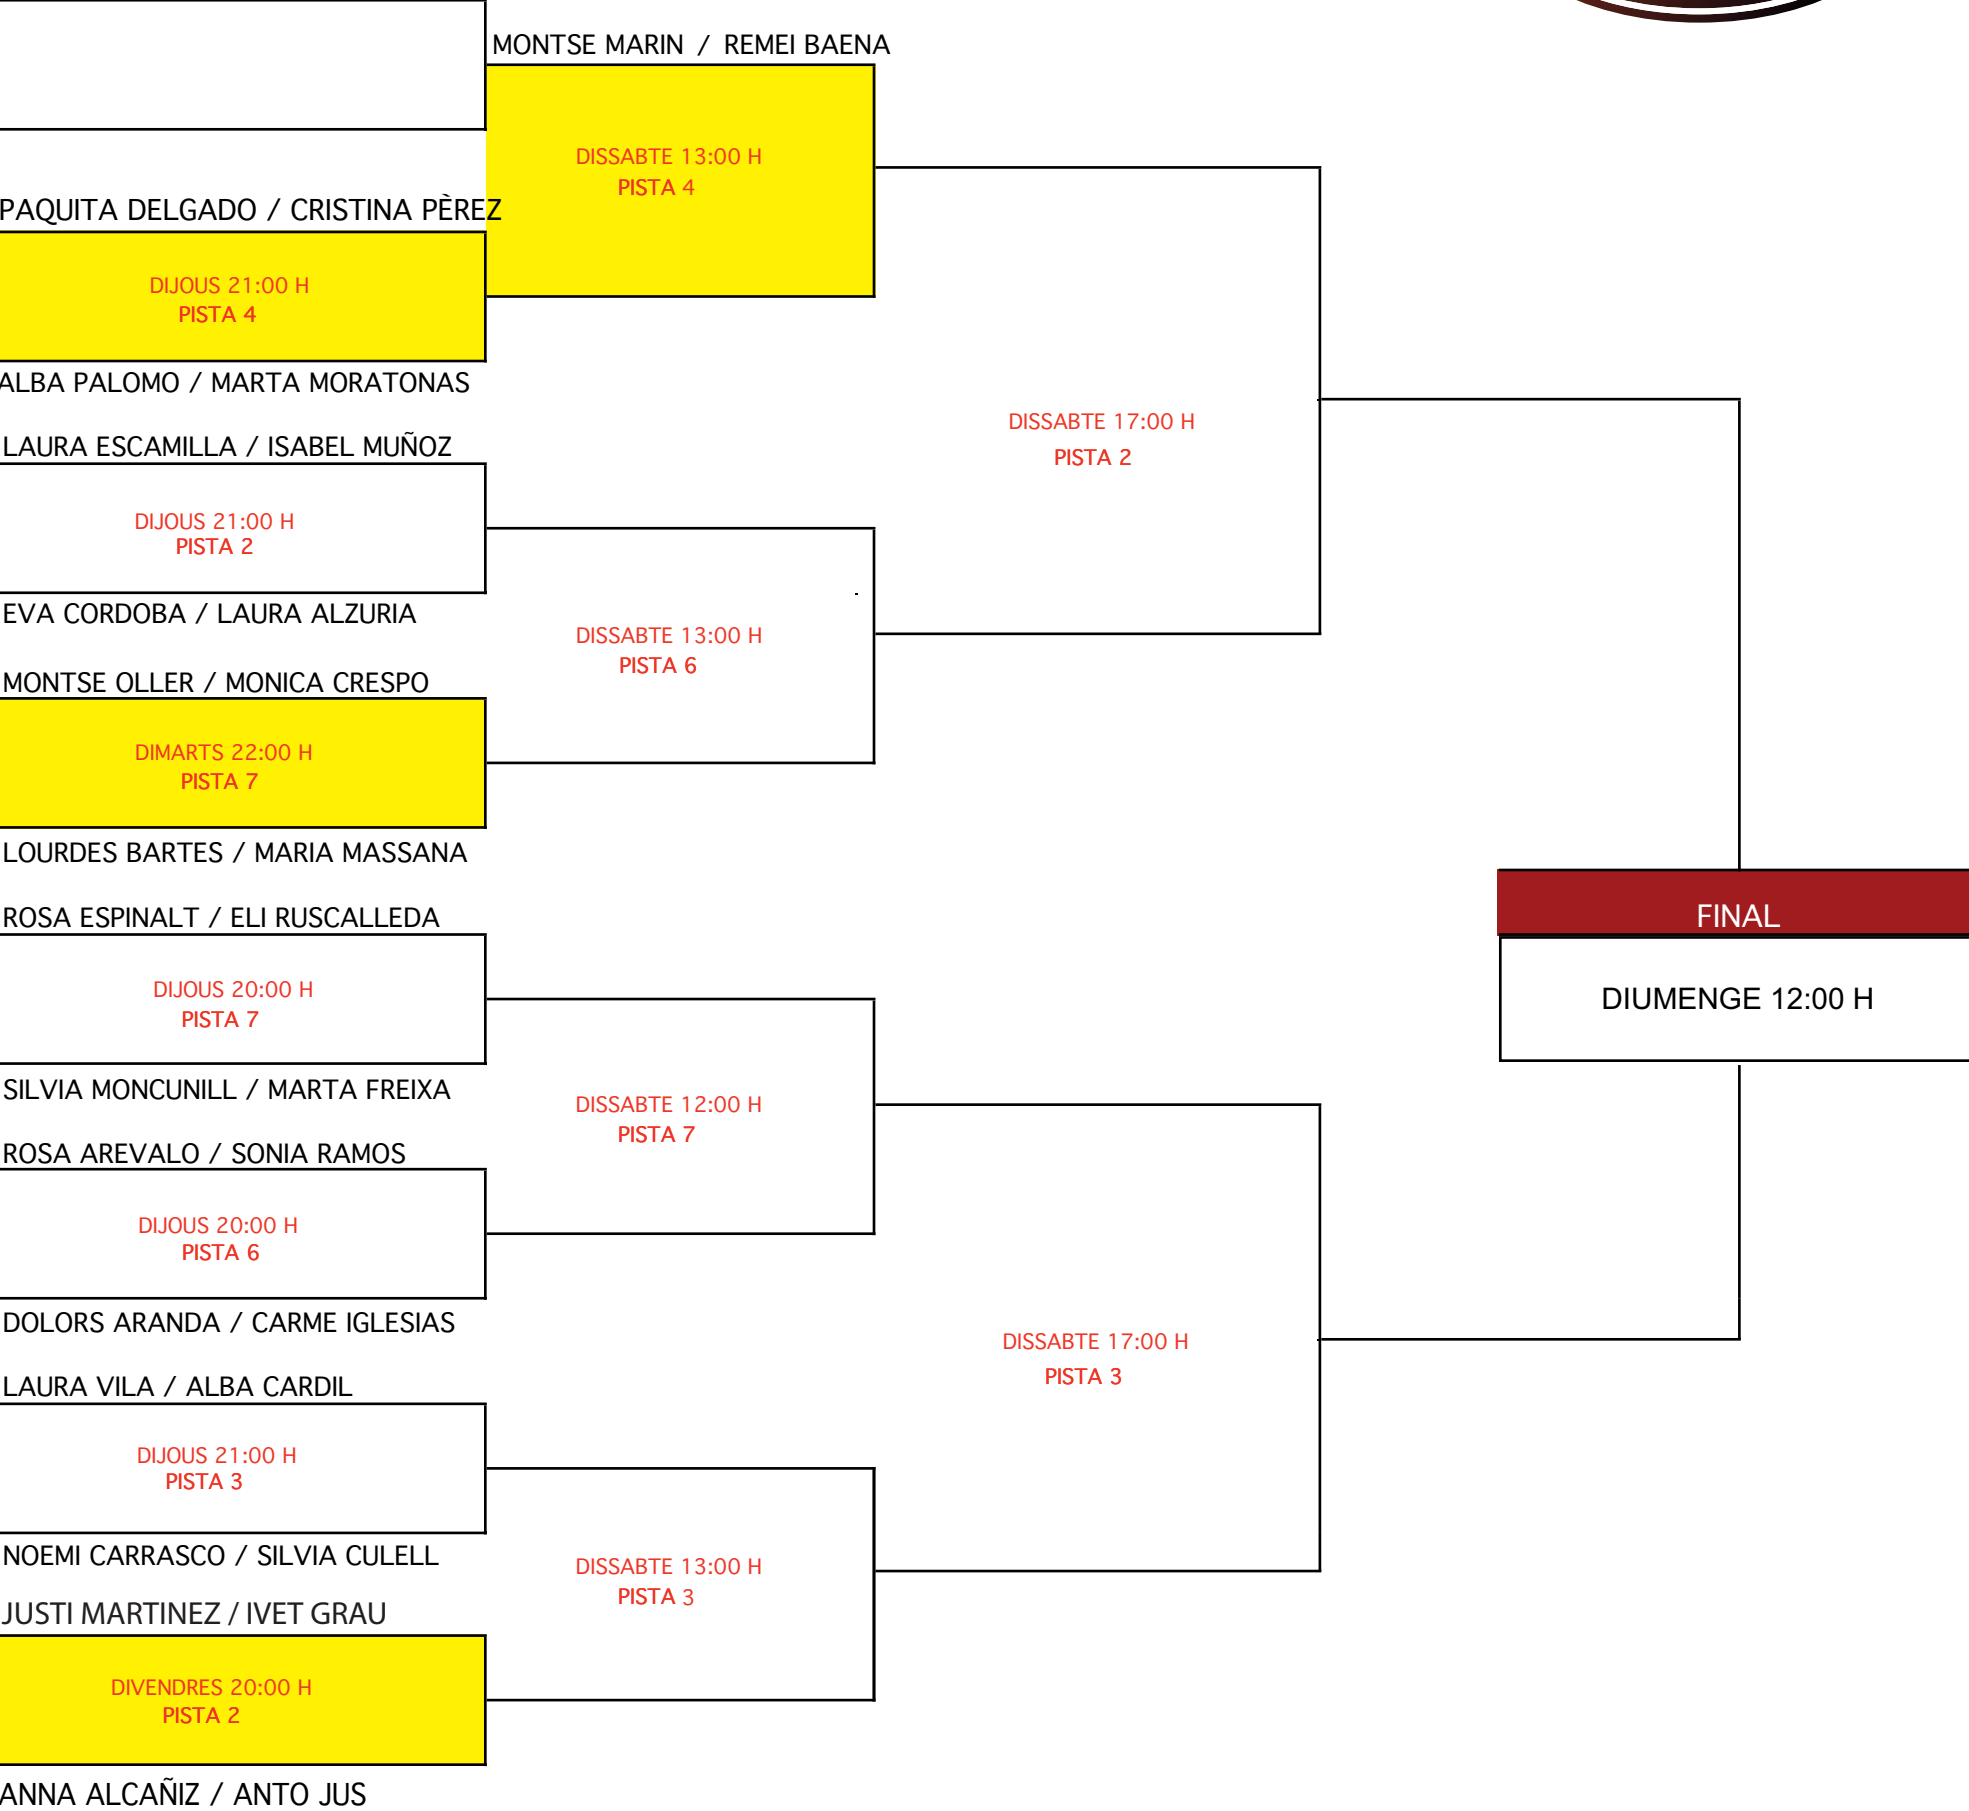 MONTSE MARIN / REMEI BAENA
DISSABTE 13:00 H
PISTA 4
PAQUITA DELGADO / CRISTINA PÈREZ
DIJOUS 21:00 H
PISTA 4
ALBA PALOMO / MARTA MORATONAS
LAURA ESCAMILLA / ISABEL MUÑOZ
DIJOUS 21:00 H
PISTA 2
EVA CORDOBA / LAURA ALZURIA
DISSABTE 13:00 H
PISTA 6
DISSABTE 17:00 H
PISTA 2
MONTSE OLLER / MONICA CRESPO
DIMARTS 22:00 H
PISTA 7
LOURDES BARTES / MARIA MASSANA
ROSA ESPINALT / ELI RUSCALLEDA
DIJOUS 20:00 H
PISTA 7
SILVIA MONCUNILL / MARTA FREIXA
FINAL
DIUMENGE 12:00 H
DISSABTE 12:00 H
PISTA 7
ROSA AREVALO / SONIA RAMOS
DIJOUS 20:00 H
PISTA 6
DOLORS ARANDA / CARME IGLESIAS
DISSABTE 17:00 H
PISTA 3
LAURA VILA / ALBA CARDIL
DIJOUS 21:00 H
PISTA 3
NOEMI CARRASCO / SILVIA CULELL
DISSABTE 13:00 H
PISTA 3
JUSTI MARTINEZ / IVET GRAU
DIVENDRES 20:00 H
PISTA 2
ANNA ALCAÑIZ / ANTO JUS